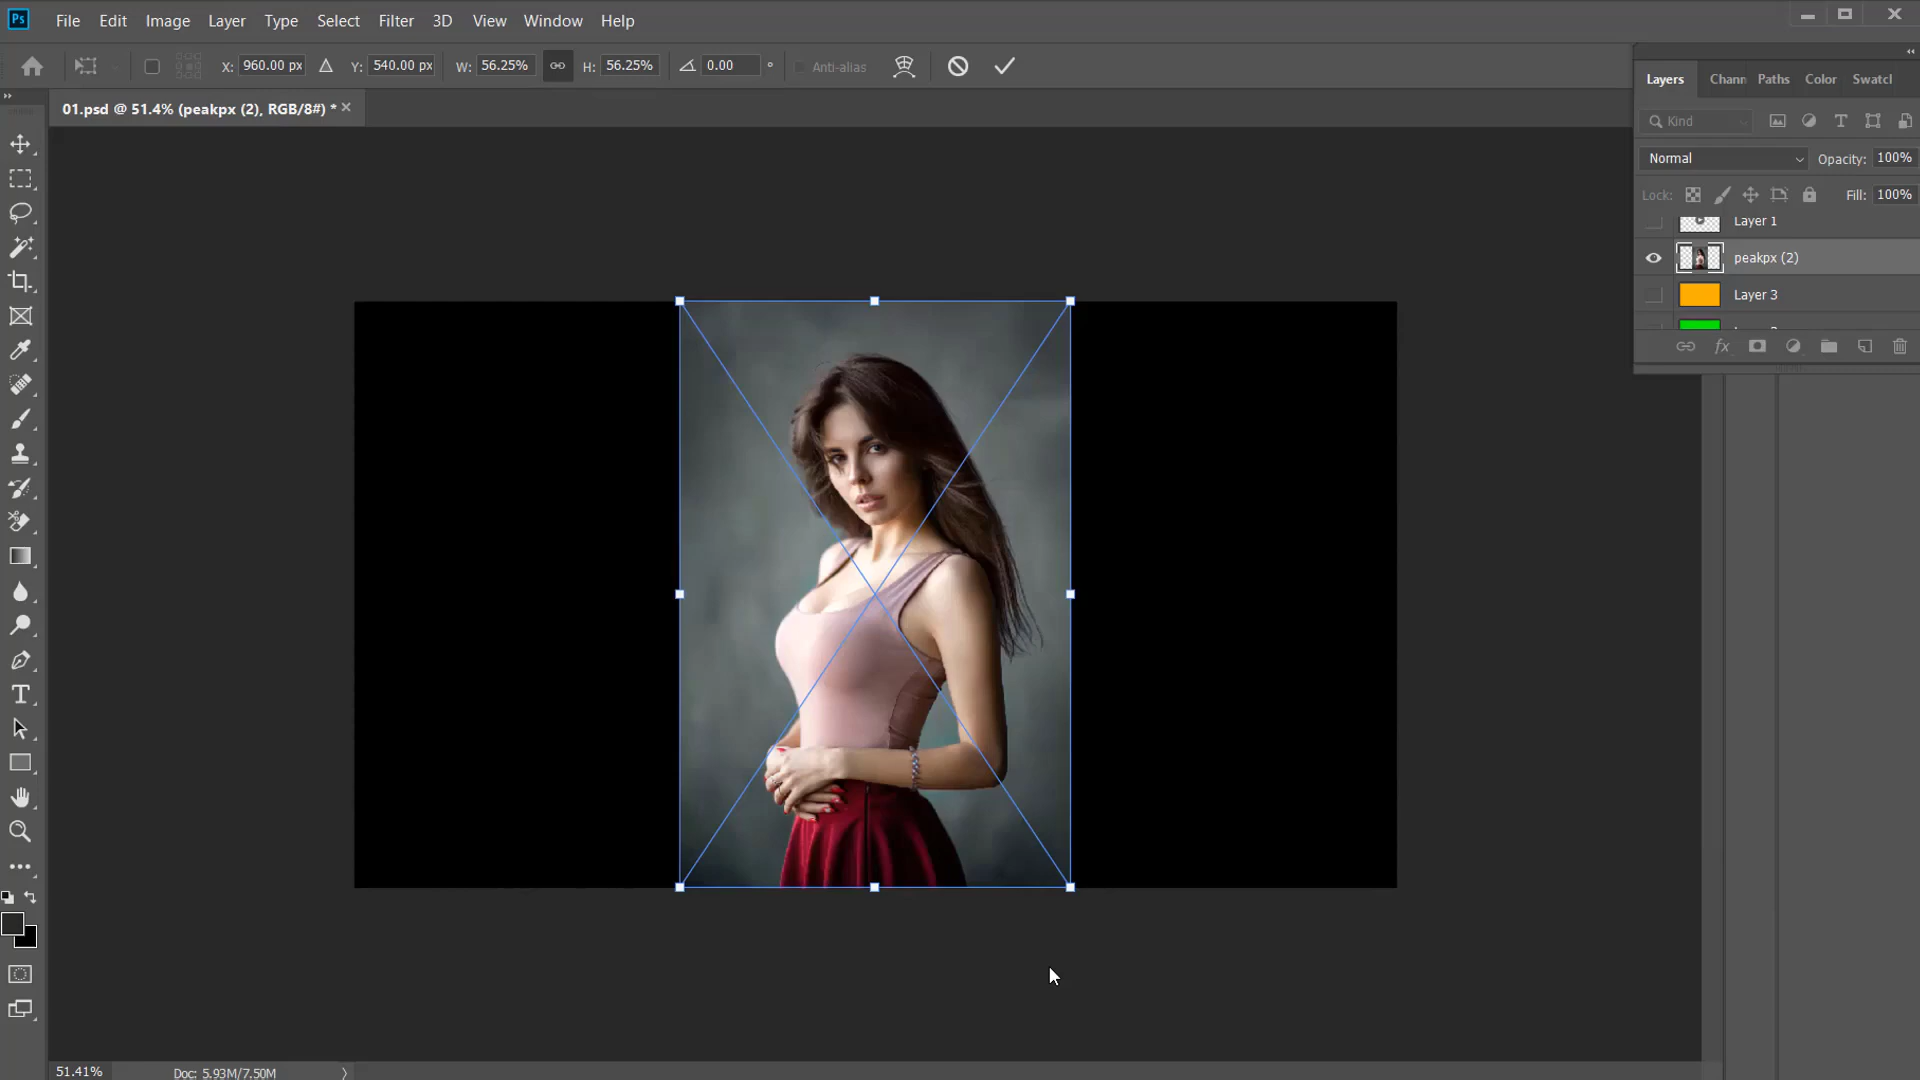 Ps File Edit Image Layer Type Select Filter 3D View Window Help
X: 960.00 px Y: 540.00 px W: 56.25% H: 56.25% 0.00 ° Anti-alias
01.psd @ 51.4% (peakpx (2), RGB/8#) * ×
Layers Chann Paths Color Swatcl
Kind
Normal Opacity: 100%
Lock: Fill: 100%
Layer 1
peakpx (2)
Layer 3
51.41% Doc: 5.93M/7.50M